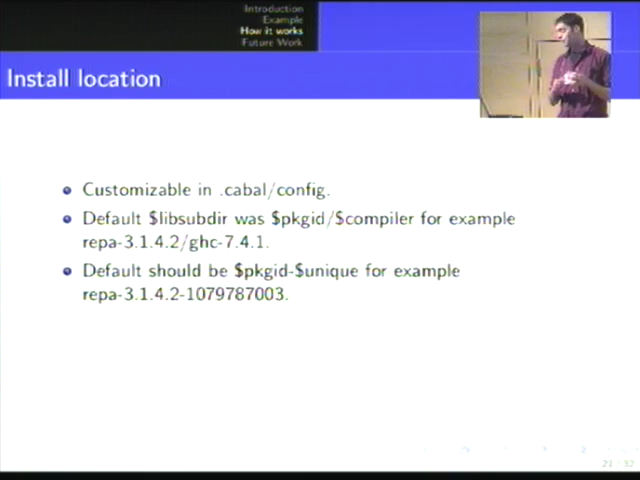 Introduction
Example
How it works
Future Work
Install location
Customizable in .cabal/config.
Default $libsubdir was $pkgid/$compiler for example
repa-3.1.4.2/ghc-7.4.1.
Default should be $pkgid-$unique for example
repa-3.1.4.2-1079787003.
21 / 32